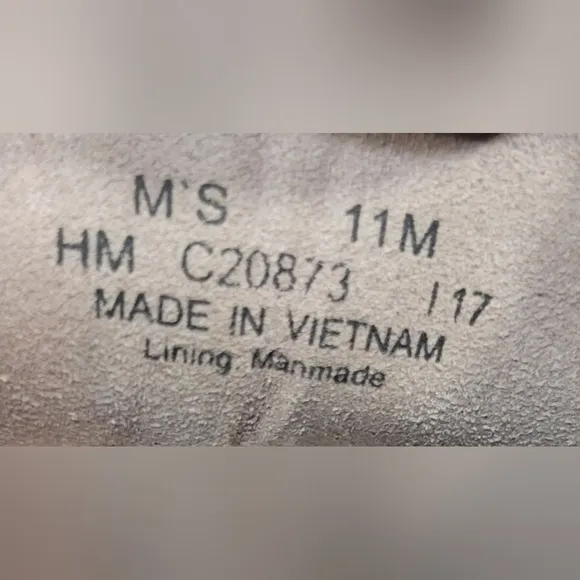 M`S 11M
HM C20873 I17
MADE IN VIETNAM
Lining Manmade